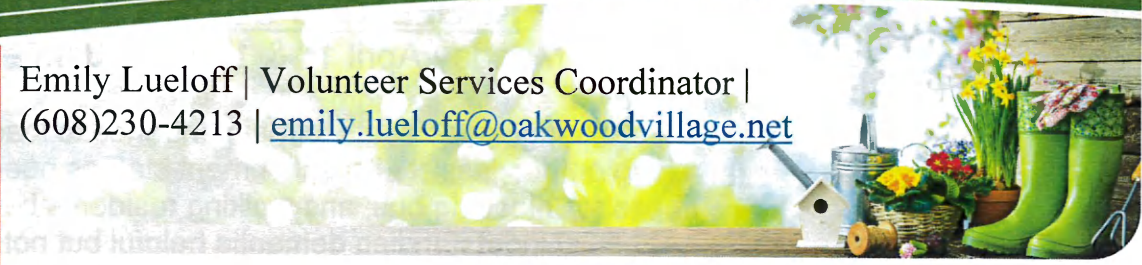 Emily Lueloff | Volunteer Services Coordinator |
(608)230-4213 | emily.lueloff@oakwoodvillage.net